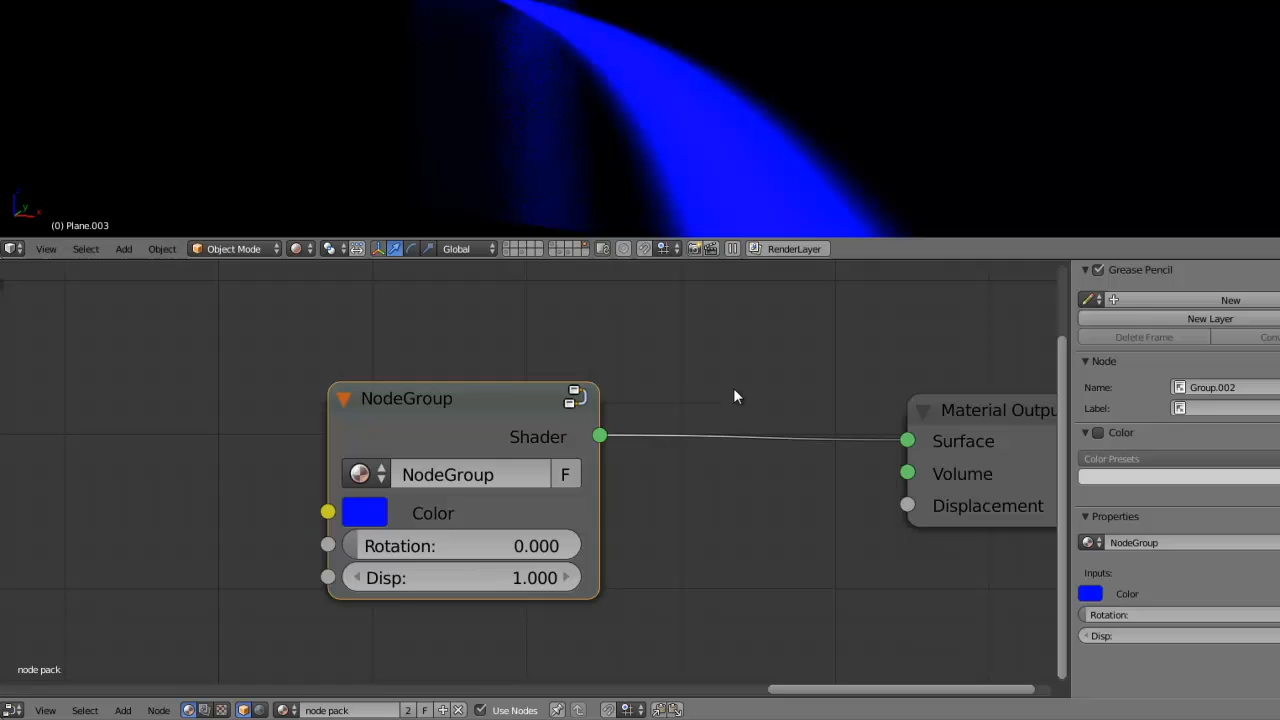 (0) Plane.003
View Select Add Object Object Mode Global RenderLayer
Grease Pencil
New
New Layer
Delete Frame
Node
Name: Group.002
Label:
Color
Color Presets
Properties
NodeGroup
Inputs:
Color
Rotation:
Disp:
NodeGroup
Shader
NodeGroup F
Color
Rotation: 0.000
Disp: 1.000
Surface
Volume
Displacement
Material Outpu
node pack
View Select Add Node node pack 2 F Use Nodes